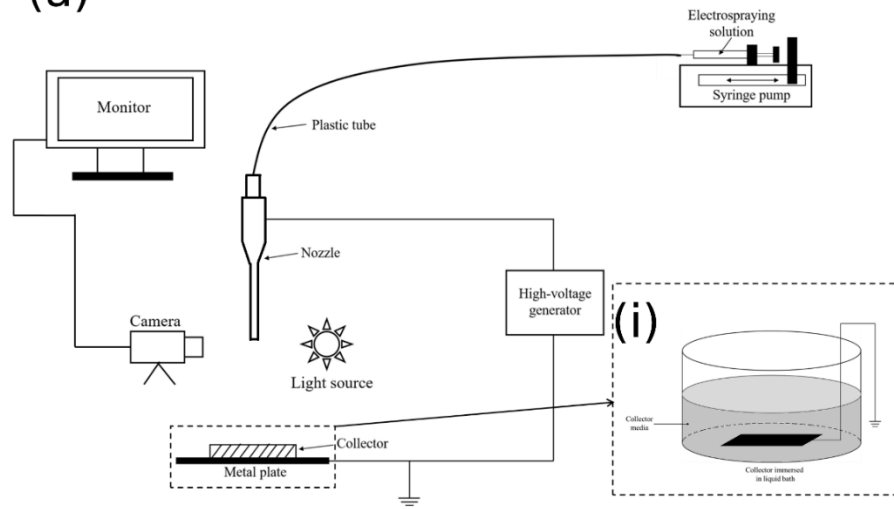 (a)
Electrospraying
solution
Syringe pump
Monitor
Plastic tube
Nozzle
High-voltage
generator
Camera
Light source
Collector
Metal plate
(i)
Collector
media
Collector immersed
in liquid bath